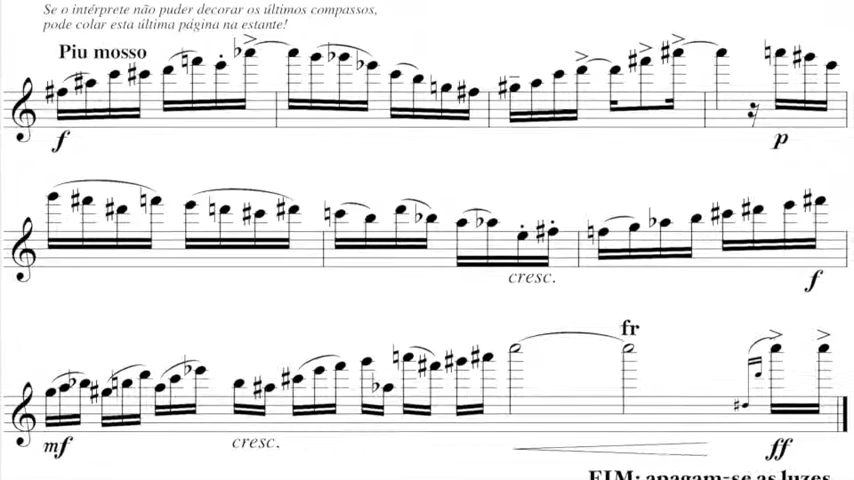 Se o intérprete não puder decorar os últimos compassos,
pode colar esta última página na estante!
Piu mosso
f
p
cresc.
f
fr
mf
cresc.
ff
FIM: apagam-se as luzes